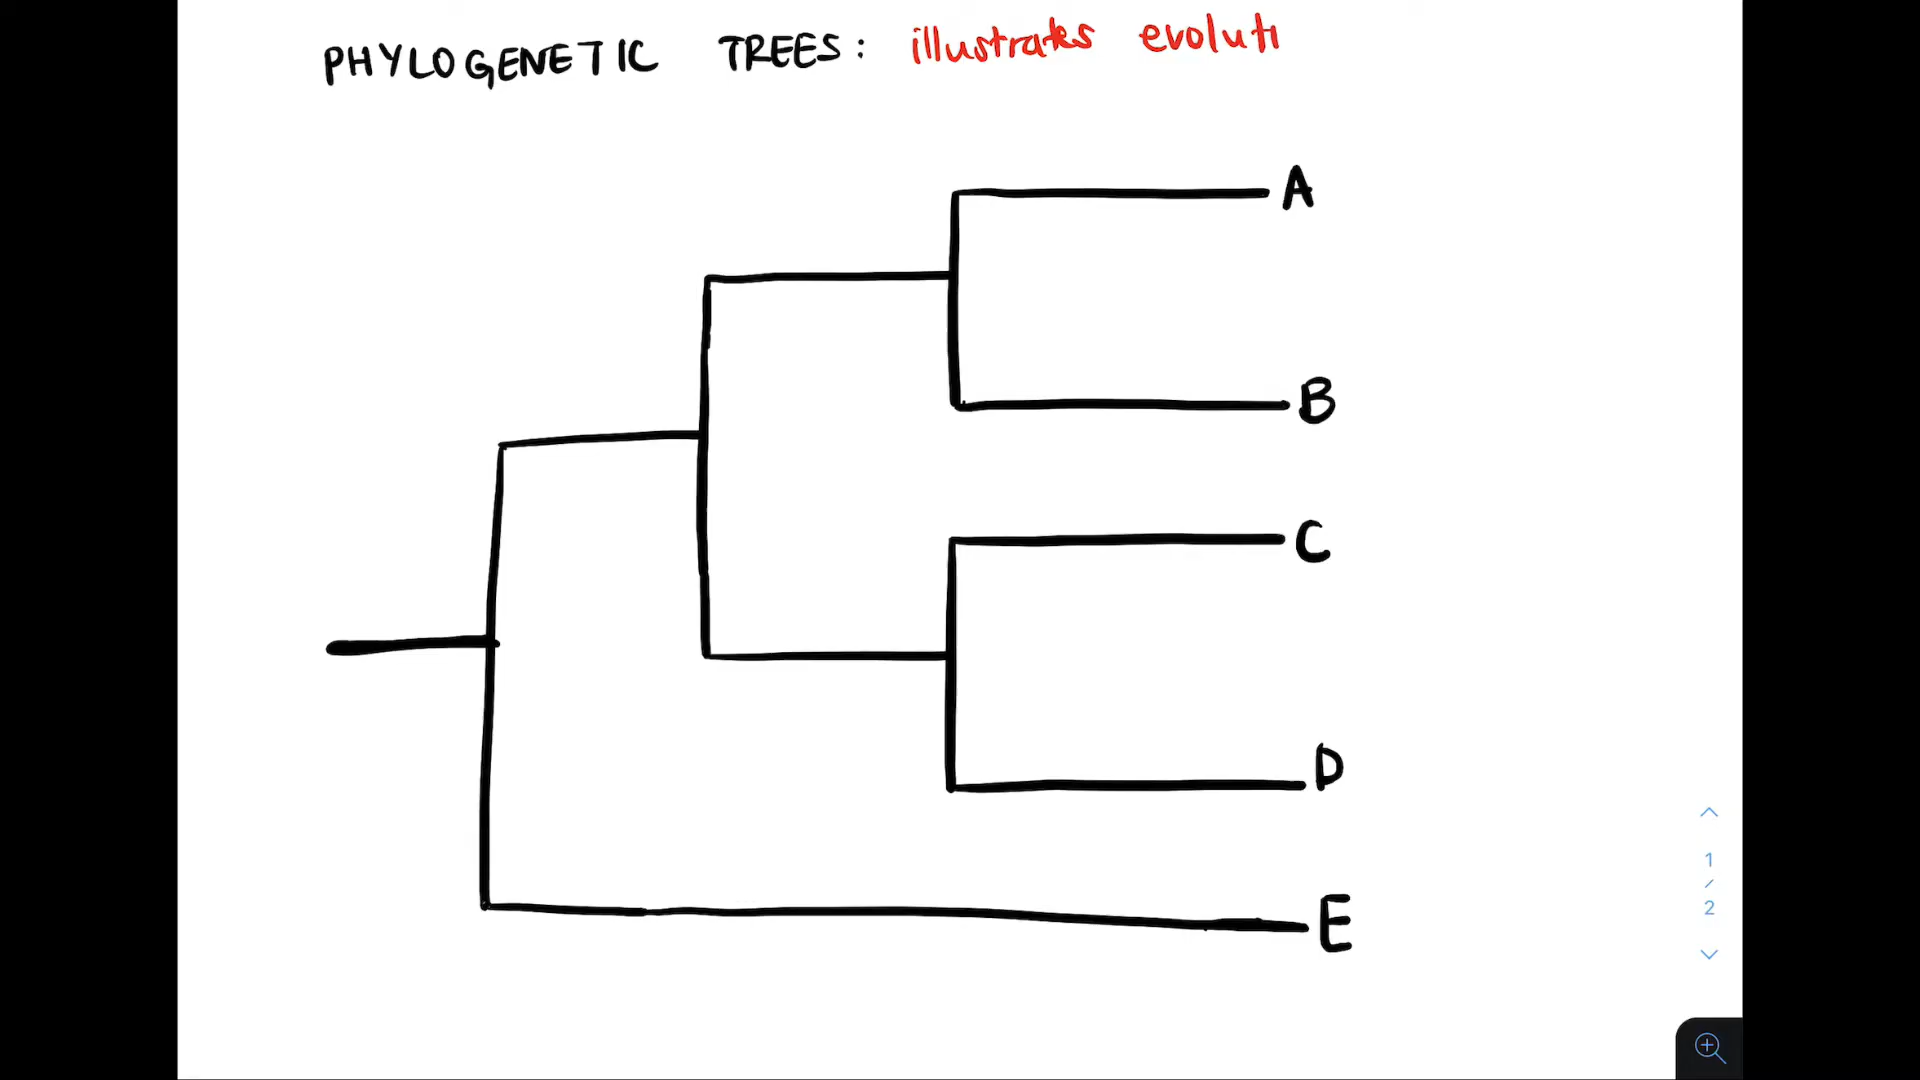 PHYLOGENETIC TREES: illustrates evoluti
A
B
C
D
E
1
/
2